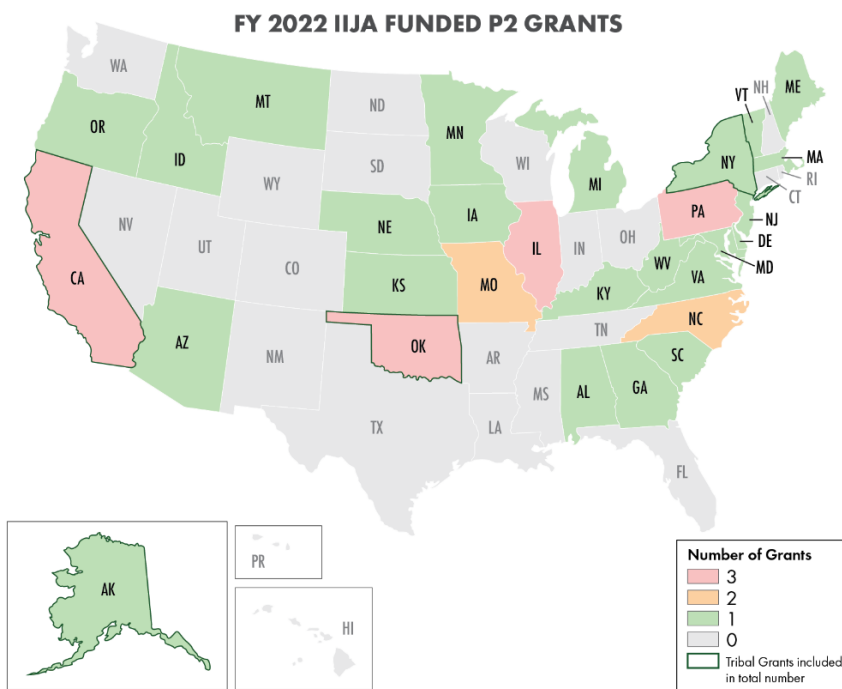 FY 2022 IIJA FUNDED P2 GRANTS
WA
MT
ND
MN
VT
NH
ME
OR
ID
SD
WI
NY
MA
WY
MI
RI
CT
NV
UT
NE
IA
PA
NJ
CO
IL
IN
OH
DE
MD
CA
KS
MO
WV
VA
KY
AZ
NM
OK
AR
TN
NC
SC
MS
AL
GA
TX
LA
FL
AK
PR
HI
Number of Grants
3
2
1
0
Tribal Grants included
in total number